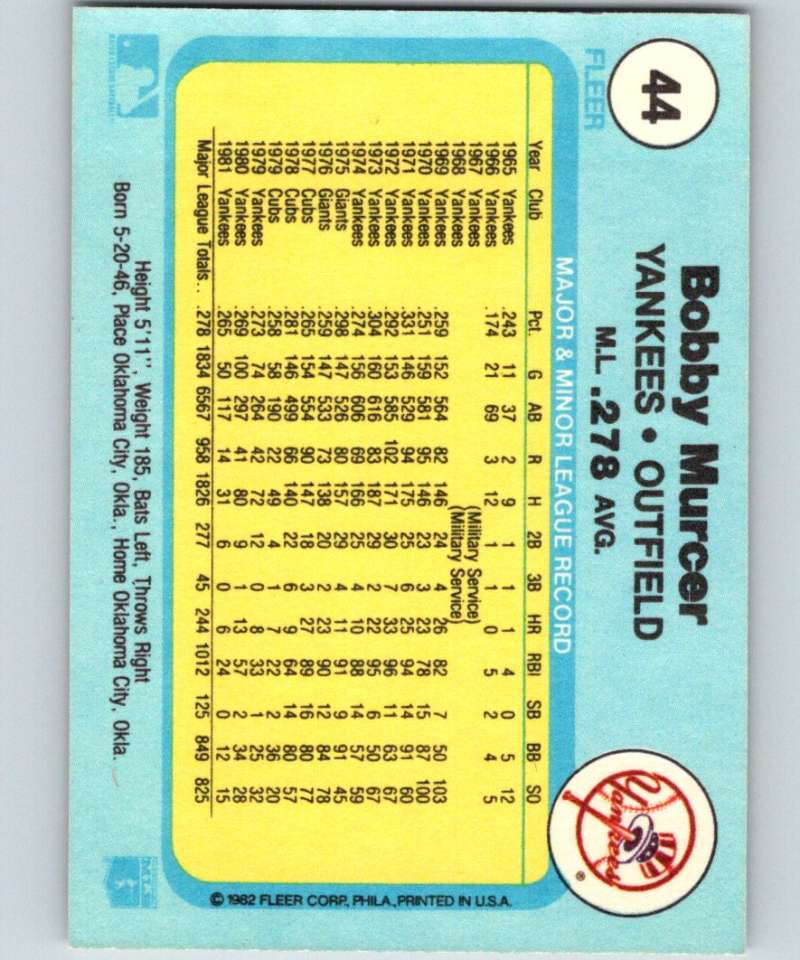 44
FLEER
Bobby Murcer
YANKEES • OUTFIELD
M.L. .278 AVG.
Yankees
®
MAJOR & MINOR LEAGUE RECORD
Year Club Pct. G AB R H 2B 3B HR RBI SB BB SO
1965 Yankees .243 11 37 2 9 1 1 1 4 0 5 12
1966 Yankees .174 21 69 3 12 1 1 0 5 2 4 5
1967 Yankees (Military Service)
1968 Yankees (Military Service)
1969 Yankees .259 152 564 82 146 24 4 26 82 7 50 103
1970 Yankees .251 159 581 95 146 23 3 23 78 15 87 100
1971 Yankees .331 146 529 94 175 25 6 25 94 14 91 60
1972 Yankees .292 153 585 102 171 30 7 33 96 11 63 67
1973 Yankees .304 160 616 83 187 29 2 22 95 6 50 67
1974 Yankees .274 156 606 69 166 25 4 10 88 14 57 59
1975 Giants .298 147 526 80 157 29 4 11 91 9 91 45
1976 Giants .259 147 533 73 138 20 2 23 90 12 84 78
1977 Cubs .265 154 554 90 147 18 3 27 89 16 80 77
1978 Cubs .281 146 499 66 140 22 6 9 64 14 80 57
1979 Cubs .258 58 190 22 49 4 1 7 22 2 36 20
1979 Yankees .273 74 264 42 72 12 0 8 33 1 25 32
1980 Yankees .269 100 297 41 80 9 1 13 57 2 34 28
1981 Yankees .265 50 117 14 31 6 0 6 24 0 12 15
Major League Totals.. .278 1834 6567 958 1826 277 45 244 1012 125 849 825
© 1982 FLEER CORP., PHILA., PRINTED IN U.S.A.
Height 5'11", Weight 185, Bats Left, Throws Right
Born 5-20-46, Place Oklahoma City, Okla., Home Oklahoma City, Okla.